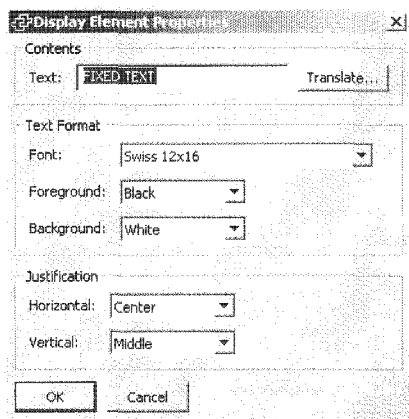 Display Element Properties
Contents
Text: FIXED TEXT Translate...
Text Format
Font: Swiss 12x16
Foreground: Black
Background: White
Justification
Horizontal: Center
Vertical: Middle
OK Cancel